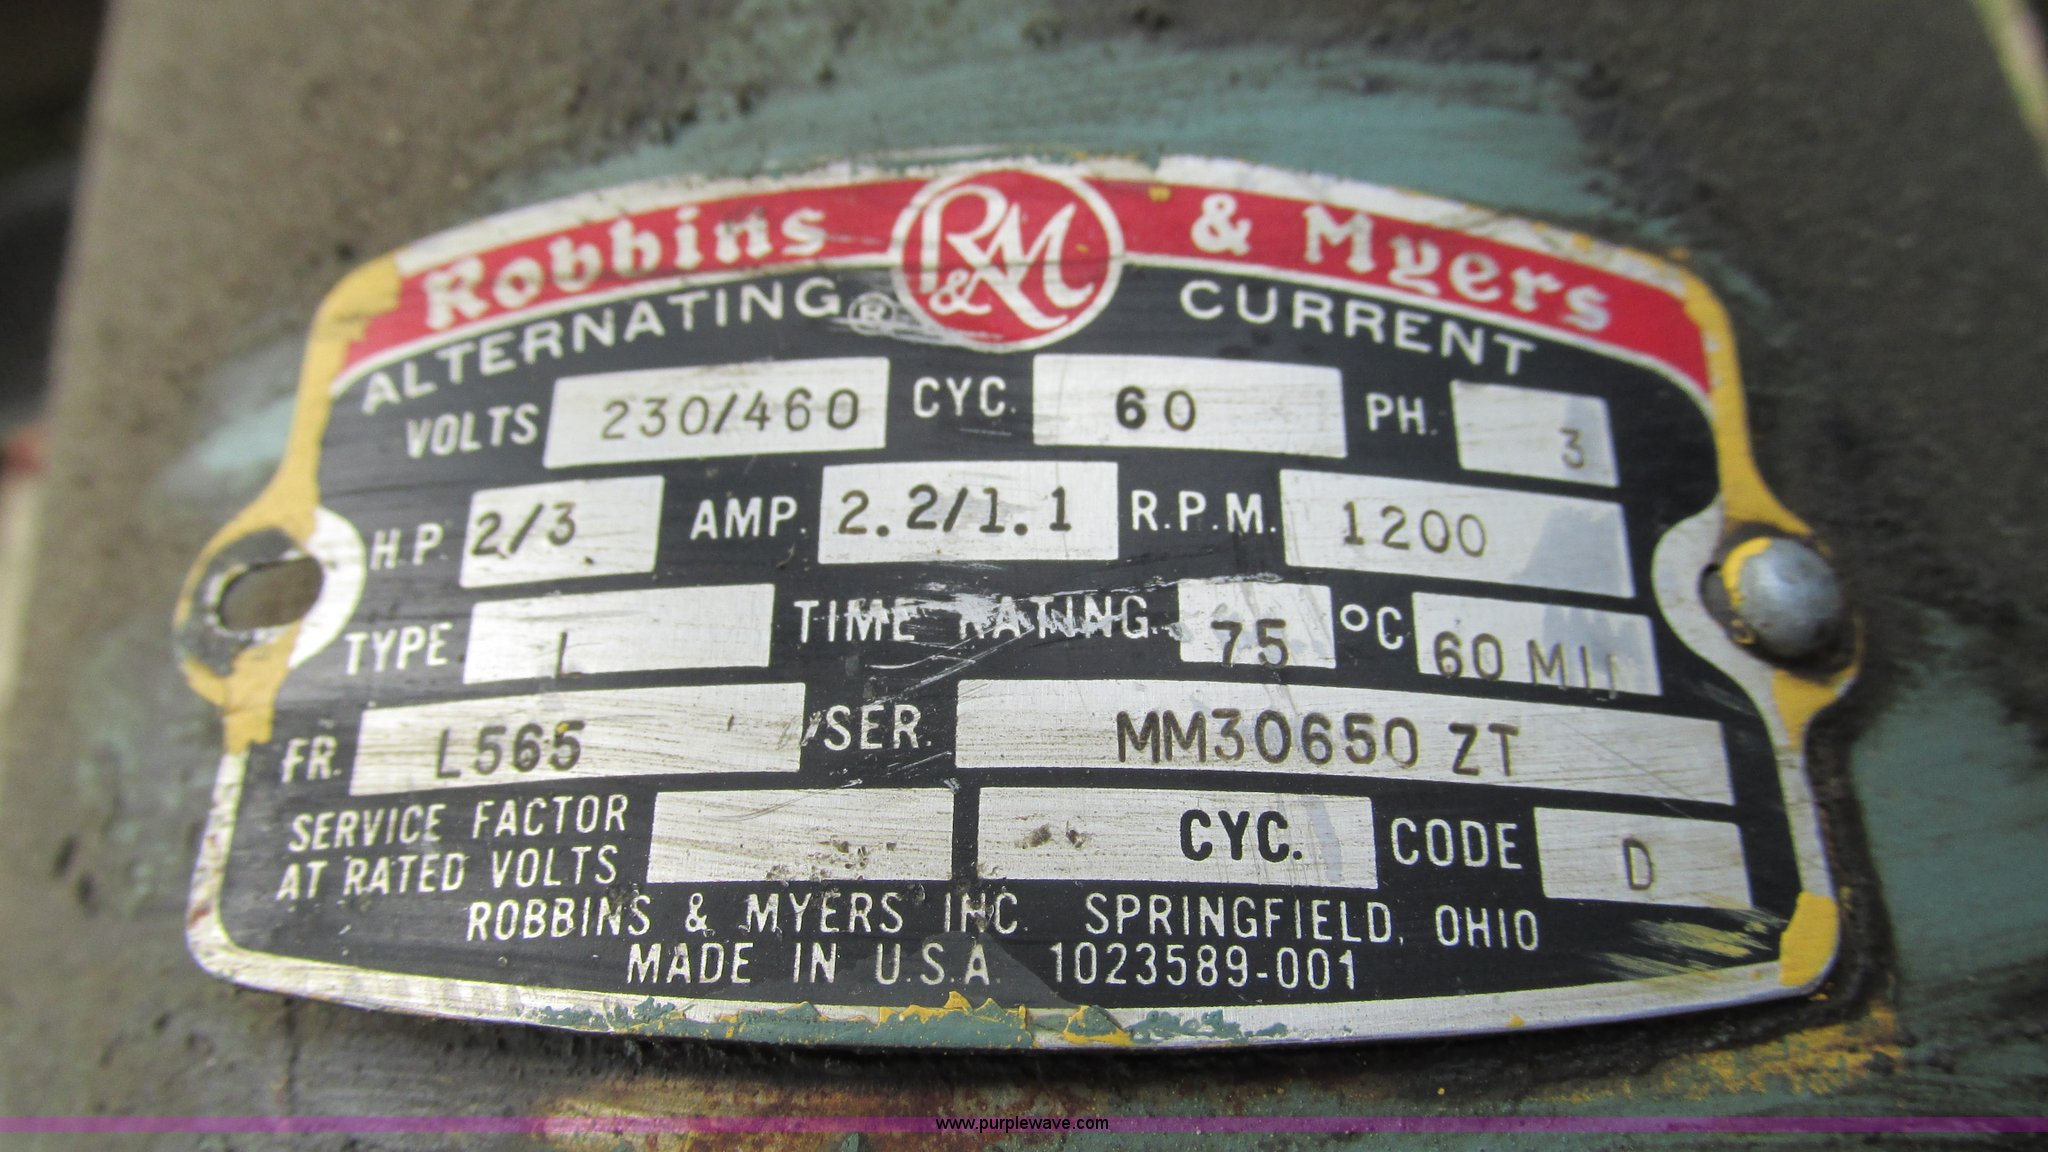 Robbins R&M & Myers
ALTERNATING ® CURRENT
VOLTS 230/460 CYC. 60 PH. 3
H.P. 2/3 AMP. 2.2/1.1 R.P.M. 1200
TYPE L TIME RATING 75 °C 60 MIN
FR. L565 /SER. MM30650 ZT
SERVICE FACTOR
AT RATED VOLTS CYC. CODE D
ROBBINS & MYERS INC. SPRINGFIELD, OHIO
MADE IN U.S.A. 1023589-001
www.purplewave.com